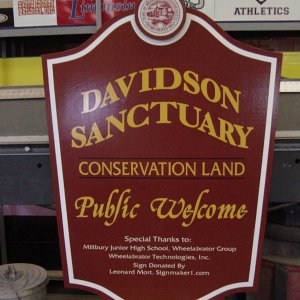 ATHLETICS
DAVIDSON
SANCTUARY
CONSERVATION LAND
Public Welcome
Special Thanks to:
Millbury Junior High School, Wheelabrator Group
Wheelabrator Technologies, Inc.
Sign Donated By
Leonard Mort, Signmaker1.com